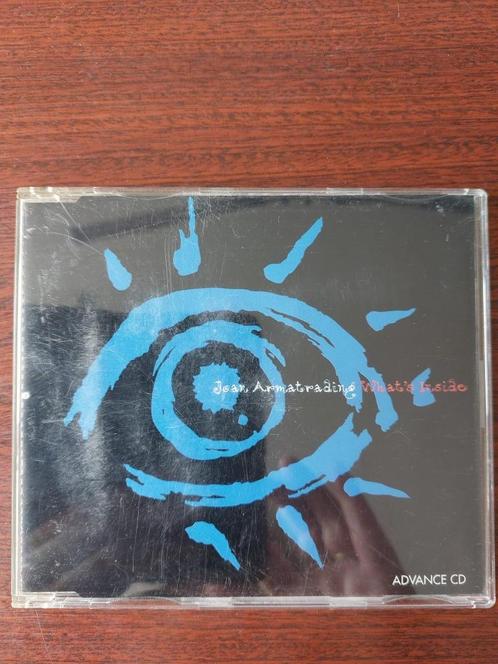 Joan Armatrading What's Inside
ADVANCE CD